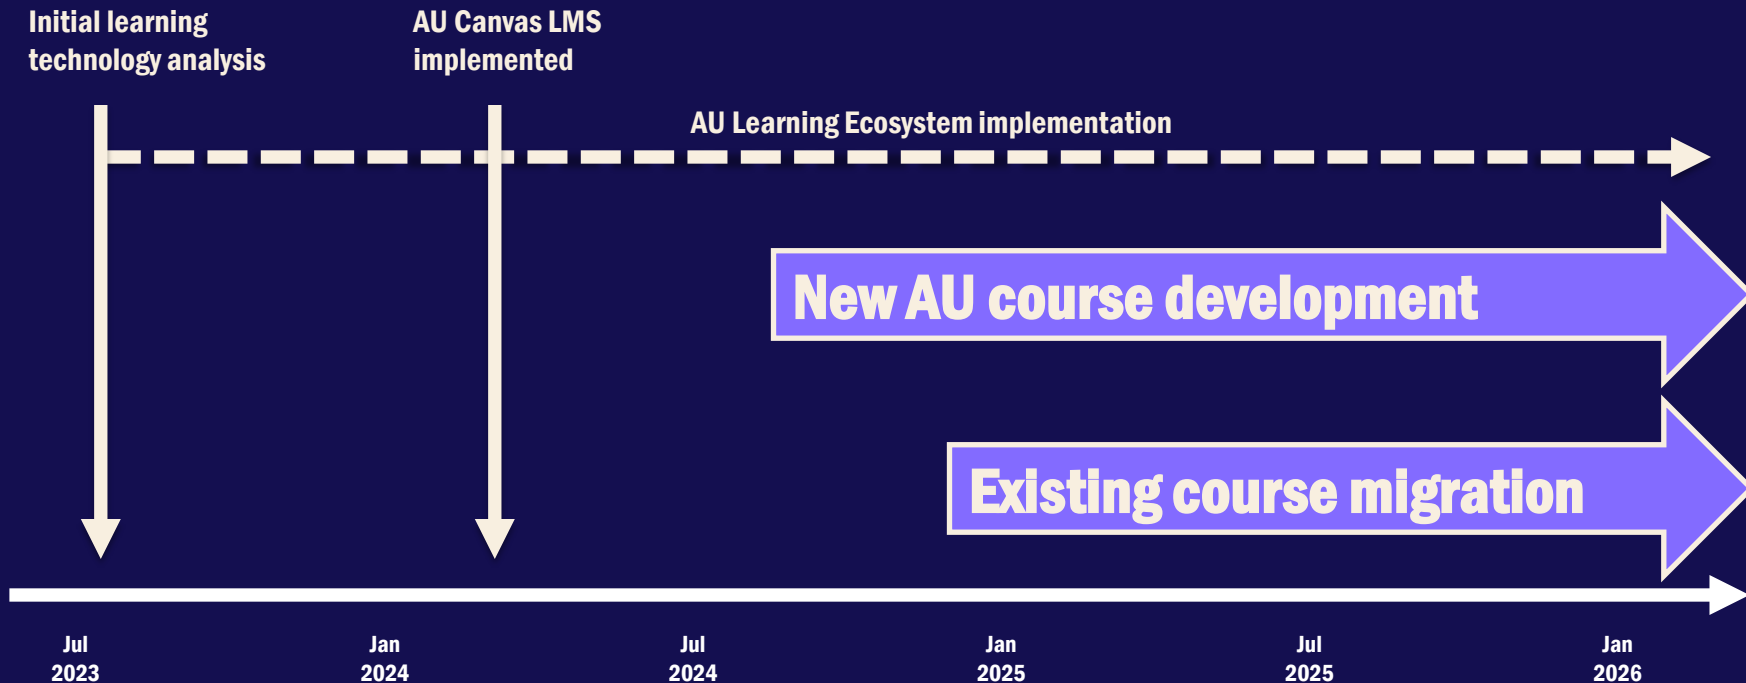 Initial learning
technology analysis
AU Canvas LMS
implemented
AU Learning Ecosystem implementation
New AU course development
Existing course migration
Jul
2023
Jan
2024
Jul
2024
Jan
2025
Jul
2025
Jan
2026